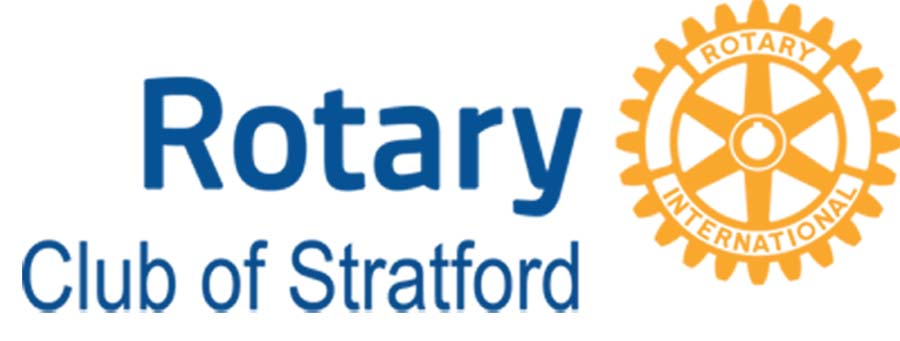 Rotary
Club of Stratford
ROTARY
INTERNATIONAL